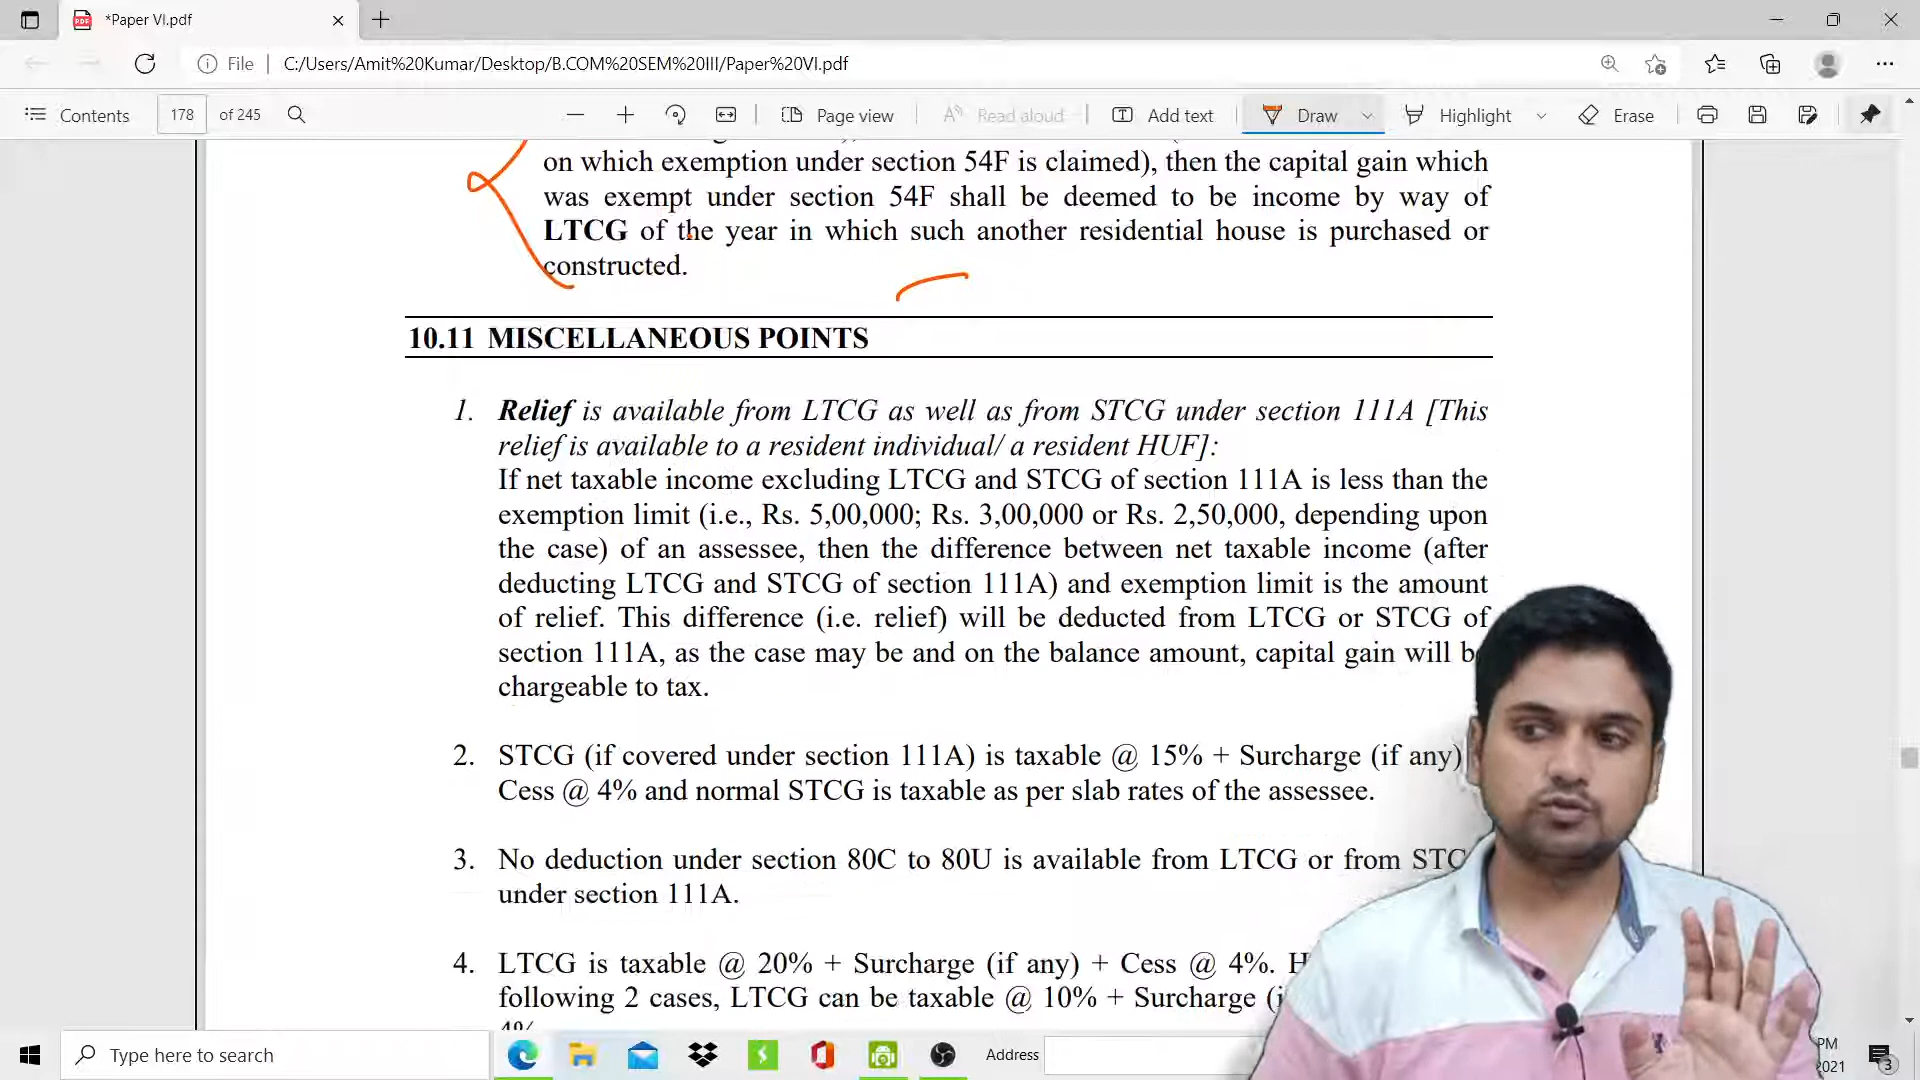 *Paper VI.pdf
File
C:/Users/Amit%20Kumar/Desktop/B.COM%20SEM%20III/Paper%20VI.pdf
Contents
178 of 245
Page view
Read aloud
Add text
Draw
Highlight
Erase
on which exemption under section 54F is claimed), then the capital gain which
was exempt under section 54F shall be deemed to be income by way of
LTCG of the year in which such another residential house is purchased or
constructed.
10.11 MISCELLANEOUS POINTS
1. Relief is available from LTCG as well as from STCG under section 111A [This
relief is available to a resident individual/ a resident HUF]:
If net taxable income excluding LTCG and STCG of section 111A is less than the
exemption limit (i.e., Rs. 5,00,000; Rs. 3,00,000 or Rs. 2,50,000, depending upon
the case) of an assessee, then the difference between net taxable income (after
deducting LTCG and STCG of section 111A) and exemption limit is the amount
of relief. This difference (i.e. relief) will be deducted from LTCG or STCG of
section 111A, as the case may be and on the balance amount, capital gain will b
chargeable to tax.
2. STCG (if covered under section 111A) is taxable @ 15% + Surcharge (if any)
Cess @ 4% and normal STCG is taxable as per slab rates of the assessee.
3. No deduction under section 80C to 80U is available from LTCG or from STC
under section 111A.
4. LTCG is taxable @ 20% + Surcharge (if any) + Cess @ 4%. H
following 2 cases, LTCG can be taxable @ 10% + Surcharge (i
4%
Type here to search
Address
PM
2021
3